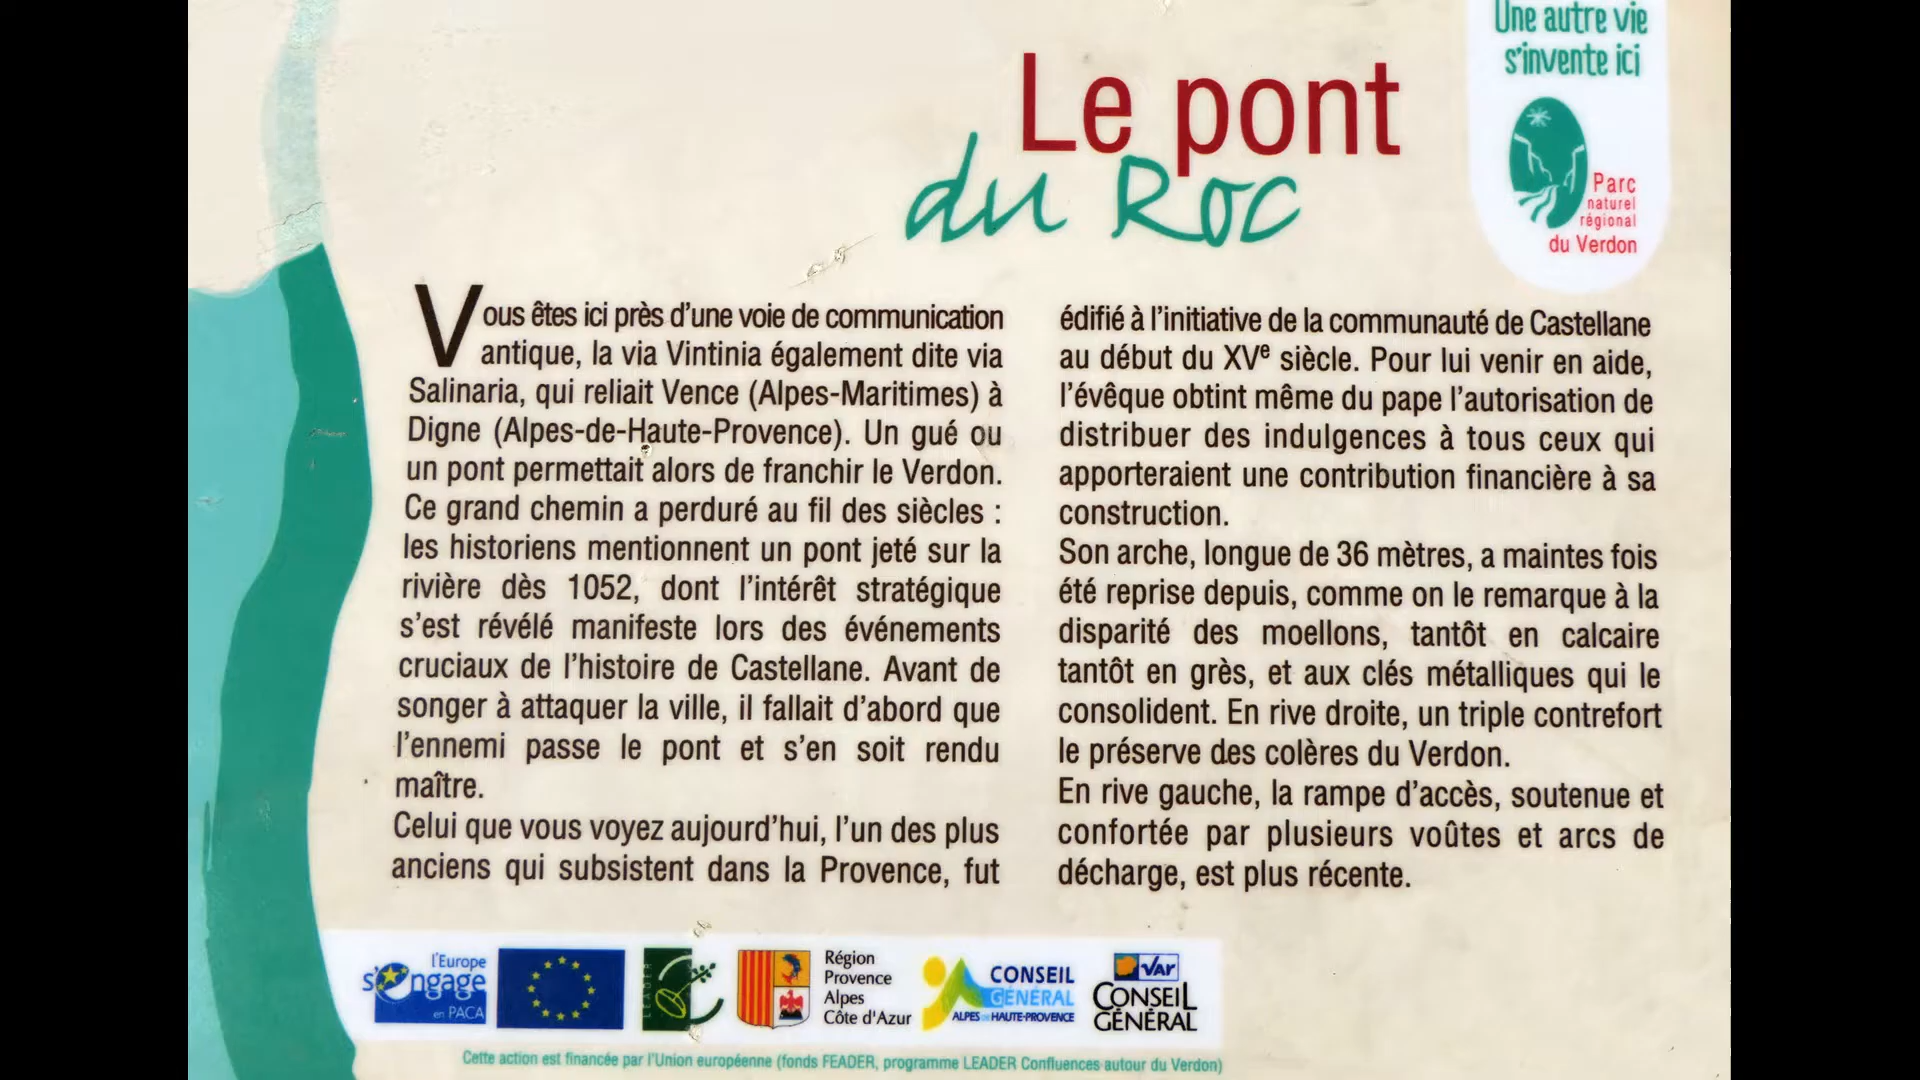 Une autre vie
s'invente ici
Le pont
du Roc
Parc
naturel
régional
du Verdon
Vous êtes ici près d'une voie de communication
antique, la via Vintinia également dite via
Salinaria, qui reliait Vence (Alpes-Maritimes) à
Digne (Alpes-de-Haute-Provence). Un gué ou
un pont permettait alors de franchir le Verdon.
Ce grand chemin a perduré au fil des siècles :
les historiens mentionnent un pont jeté sur la
rivière dès 1052, dont l'intérêt stratégique
s'est révélé manifeste lors des événements
cruciaux de l'histoire de Castellane. Avant de
songer à attaquer la ville, il fallait d'abord que
l'ennemi passe le pont et s'en soit rendu
maître.
Celui que vous voyez aujourd'hui, l'un des plus
anciens qui subsistent dans la Provence, fut
édifié à l'initiative de la communauté de Castellane
au début du XVe siècle. Pour lui venir en aide,
l'évêque obtint même du pape l'autorisation de
distribuer des indulgences à tous ceux qui
apporteraient une contribution financière à sa
construction.
Son arche, longue de 36 mètres, a maintes fois
été reprise depuis, comme on le remarque à la
disparité des moellons, tantôt en calcaire
tantôt en grès, et aux clés métalliques qui le
consolident. En rive droite, un triple contrefort
le préserve des colères du Verdon.
En rive gauche, la rampe d'accès, soutenue et
confortée par plusieurs voûtes et arcs de
décharge, est plus récente.
l'Europe
s'engage
en PACA
LEADER
Région
Provence
Alpes
Côte d'Azur
CONSEIL
GÉNÉRAL
ALPES DE HAUTE-PROVENCE
VAR
CONSEIL
GÉNÉRAL
Cette action est financée par l'Union européenne (fonds FEADER, programme LEADER Confluences autour du Verdon)